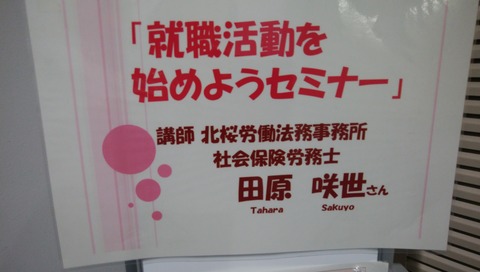 「就職活動を
始めようセミナー」
講師 北桜労働法務事務所
社会保険労務士
田原 咲世さん
Tahara Sakuyo